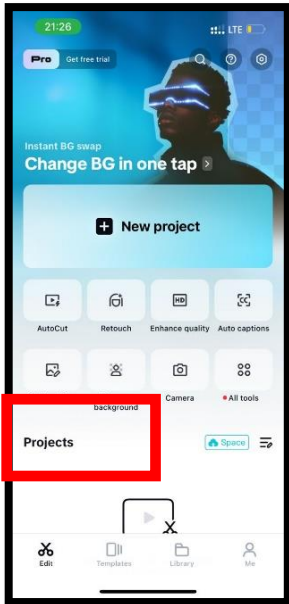 21:26
LTE
Pro Get free trial
Instant BG swap
Change BG in one tap
New project
HD
CC
AutoCut Retouch Enhance quality Auto captions
background Camera All tools
Projects
Space
Edit Templates Library Me